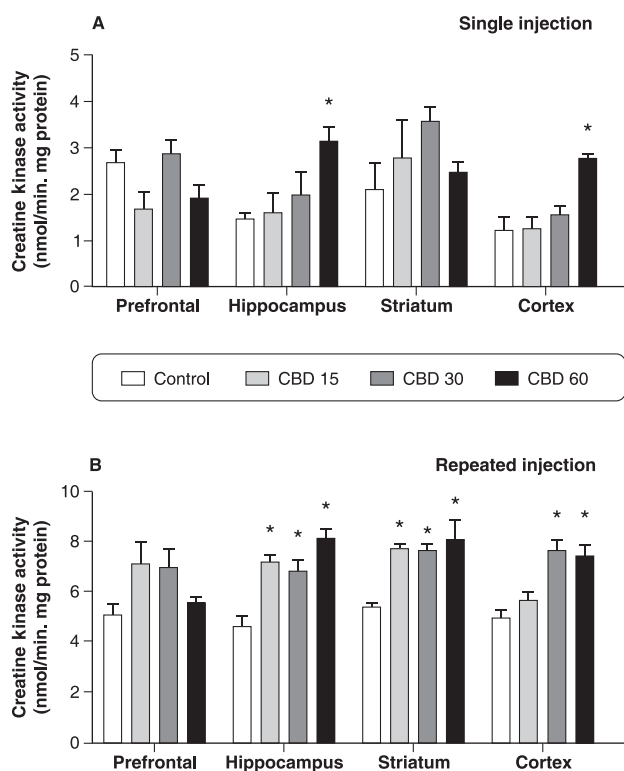 A
Single injection
Creatine kinase activity
(nmol/min. mg protein)
5
4
3
2
1
0
*
*
Prefrontal
Hippocampus
Striatum
Cortex
Control
CBD 15
CBD 30
CBD 60
B
Repeated injection
Creatine kinase activity
(nmol/min. mg protein)
10
8
6
4
2
0
* * *
* * *
* *
Prefrontal
Hippocampus
Striatum
Cortex